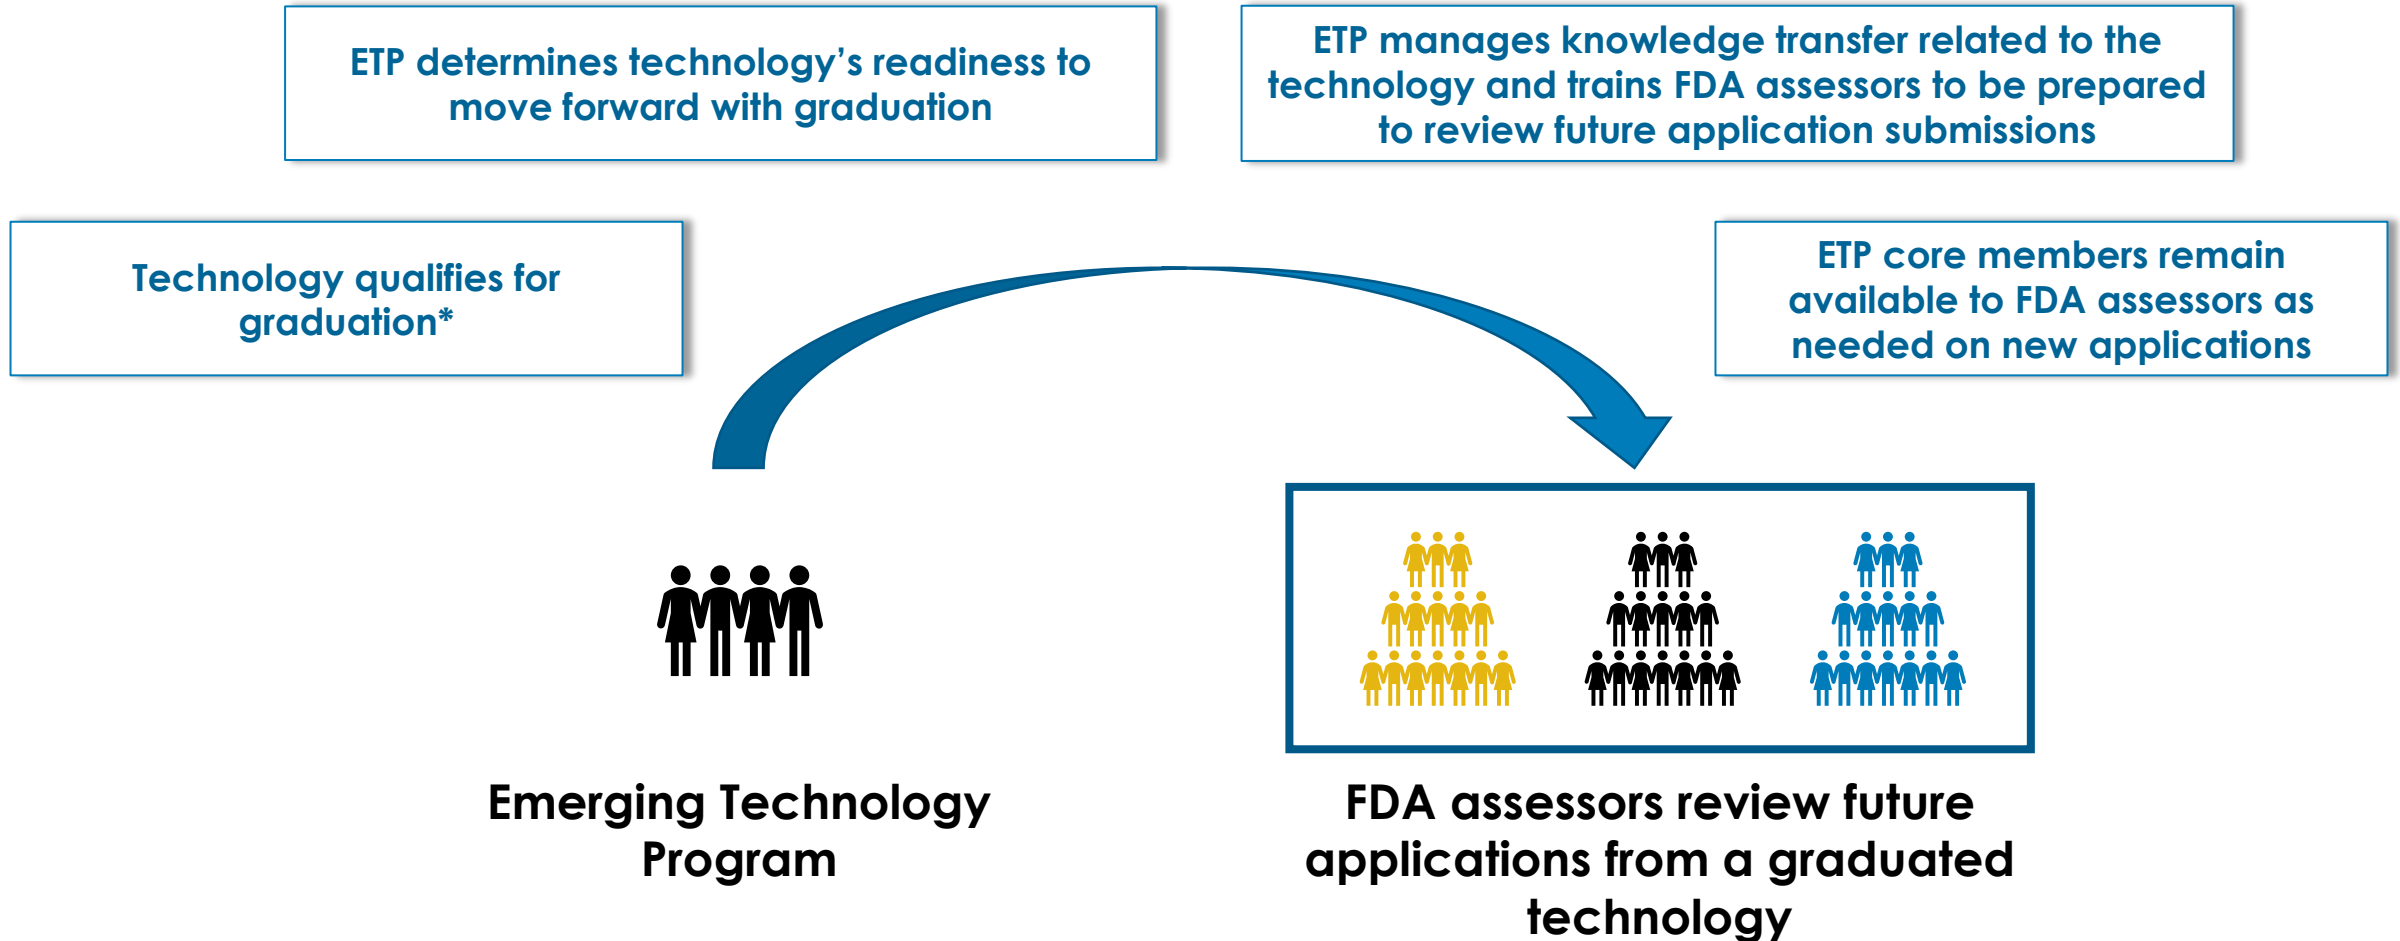 ETP determines technology’s readiness to
move forward with graduation
ETP manages knowledge transfer related to the
technology and trains FDA assessors to be prepared
to review future application submissions
Technology qualifies for
graduation*
ETP core members remain
available to FDA assessors as
needed on new applications
Emerging Technology
Program
FDA assessors review future
applications from a graduated
technology